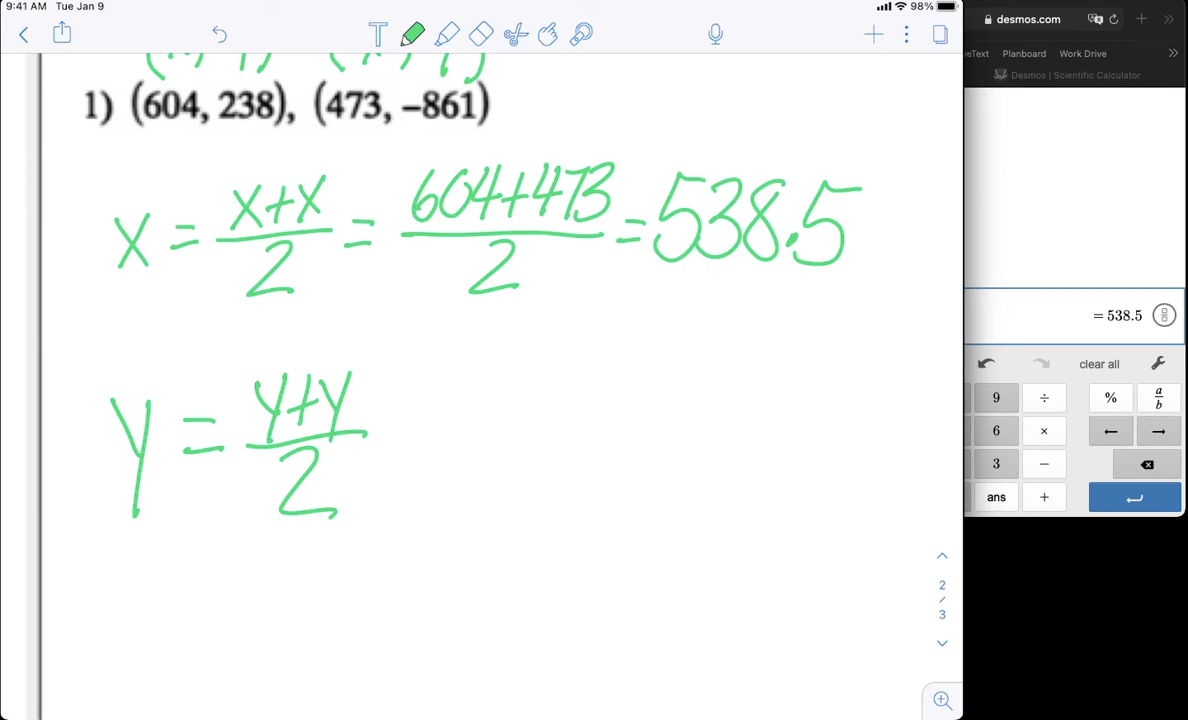 9:41 AM Tue Jan 9
98%
desmos.com
veText Planboard Work Drive
Desmos | Scientific Calculator
1) (604, 238), (473, −861)
x = x+x/2 = 604+473/2 = 538.5
y = y+y/2
= 538.5
clear all
9 ÷ % a/b
6 × ← →
3 −
ans +
2/3